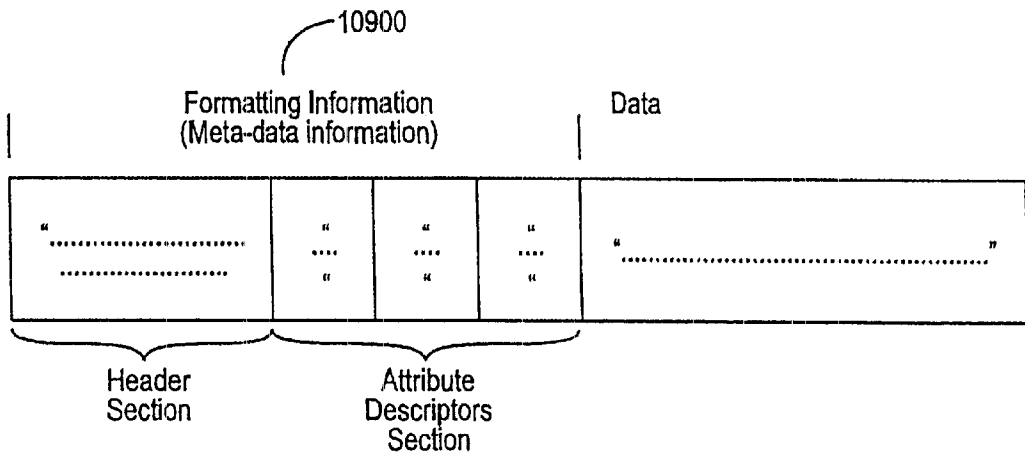 10900
Formatting Information
(Meta-data information)
Data
“.......................................
.................................
“
....
“
“
....
“
“
....
“
“...........................................................”
Header
Section
Attribute
Descriptors
Section